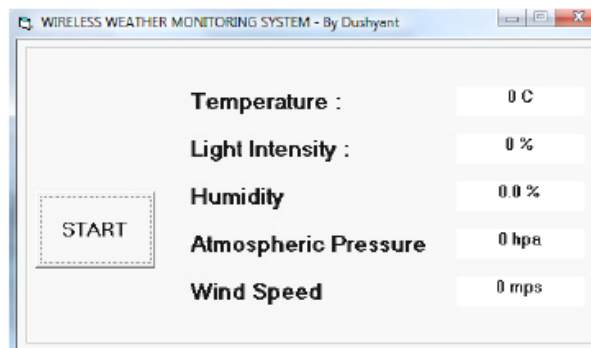 WIRELESS WEATHER MONITORING SYSTEM - By Dushyant
Temperature : 0 C
Light Intensity : 0 %
Humidity 0.0 %
START
Atmospheric Pressure 0 hpa
Wind Speed 0 mps